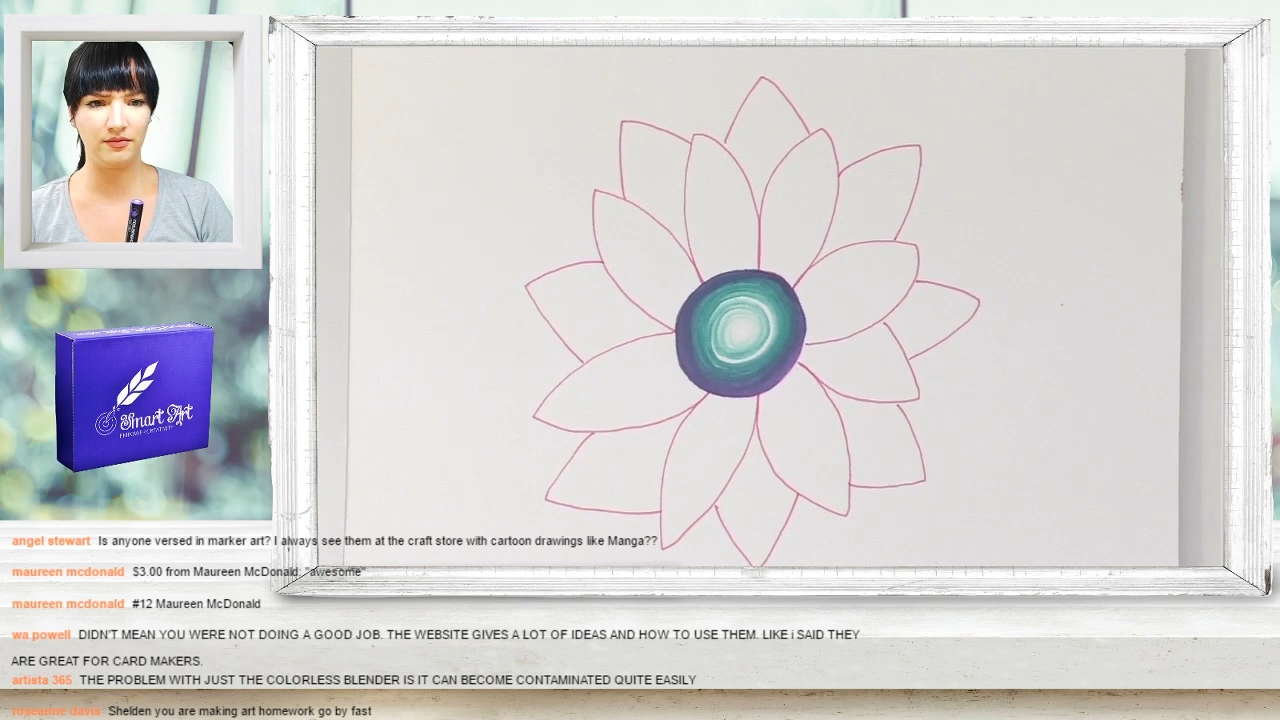 Smart Art
EMPOWER CREATIVITY
angel stewart Is anyone versed in marker art? I always see them at the craft store with cartoon drawings like Manga??
maureen mcdonald $3.00 from Maureen McDonald: "awesome"
maureen mcdonald #12 Maureen McDonald
wa powell DIDN'T MEAN YOU WERE NOT DOING A GOOD JOB. THE WEBSITE GIVES A LOT OF IDEAS AND HOW TO USE THEM. LIKE i SAID THEY
ARE GREAT FOR CARD MAKERS.
artista 365 THE PROBLEM WITH JUST THE COLORLESS BLENDER IS IT CAN BECOME CONTAMINATED QUITE EASILY
roseanne davis Shelden you are making art homework go by fast